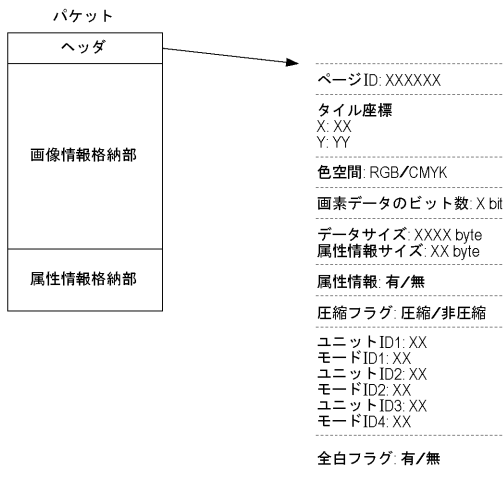 パケット
ヘッダ
画像情報格納部
属性情報格納部
ページID: XXXXXX
タイル座標
X: XX
Y: YY
色空間: RGB/CMYK
画素データのビット数: X bit
データサイズ: XXXX byte
属性情報サイズ: XX byte
属性情報: 有/無
圧縮フラグ: 圧縮/非圧縮
ユニットID1: XX
モードID1: XX
ユニットID2: XX
モードID2: XX
ユニットID3: XX
モードID4: XX
全白フラグ: 有/無